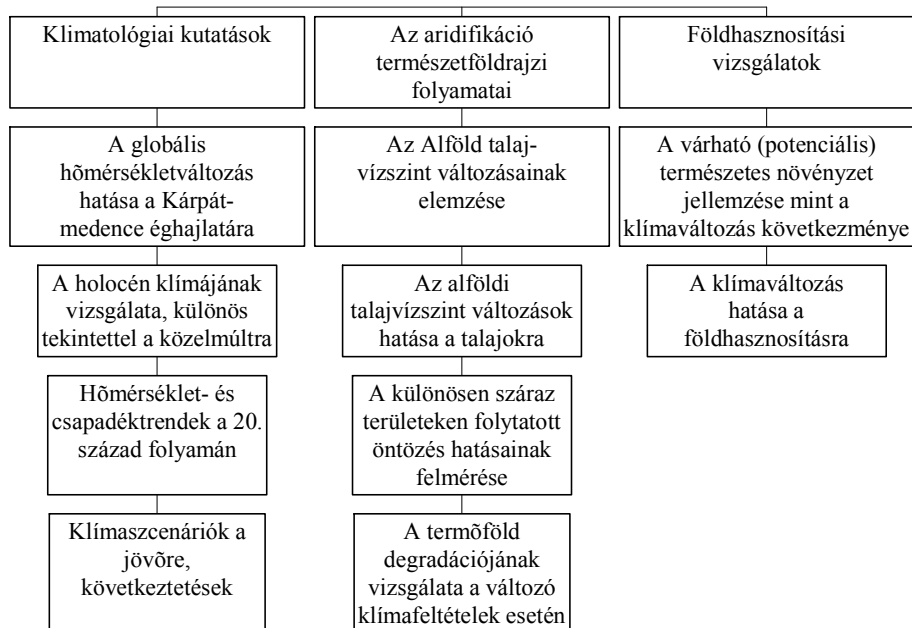 Klimatológiai kutatások
A globális
hõmérsékletváltozás
hatása a Kárpát-
medence éghajlatára
A holocén klímájának
vizsgálata, különös
tekintettel a közelmúltra
Hõmérséklet- és
csapadéktrendek a 20.
század folyamán
Klímaszcenáriók a
jövõre,
következtetések
Az aridifikáció
természetföldrajzi
folyamatai
Az Alföld talaj-
vízszint változásainak
elemzése
Az alföldi
talajvízszint változások
hatása a talajokra
A különösen száraz
területeken folytatott
öntözés hatásainak
felmérése
A termõföld
degradációjának
vizsgálata a változó
klímafeltételek esetén
Földhasznosítási
vizsgálatok
A várható (potenciális)
természetes növényzet
jellemzése mint a
klímaváltozás következménye
A klímaváltozás
hatása a
földhasznosításra